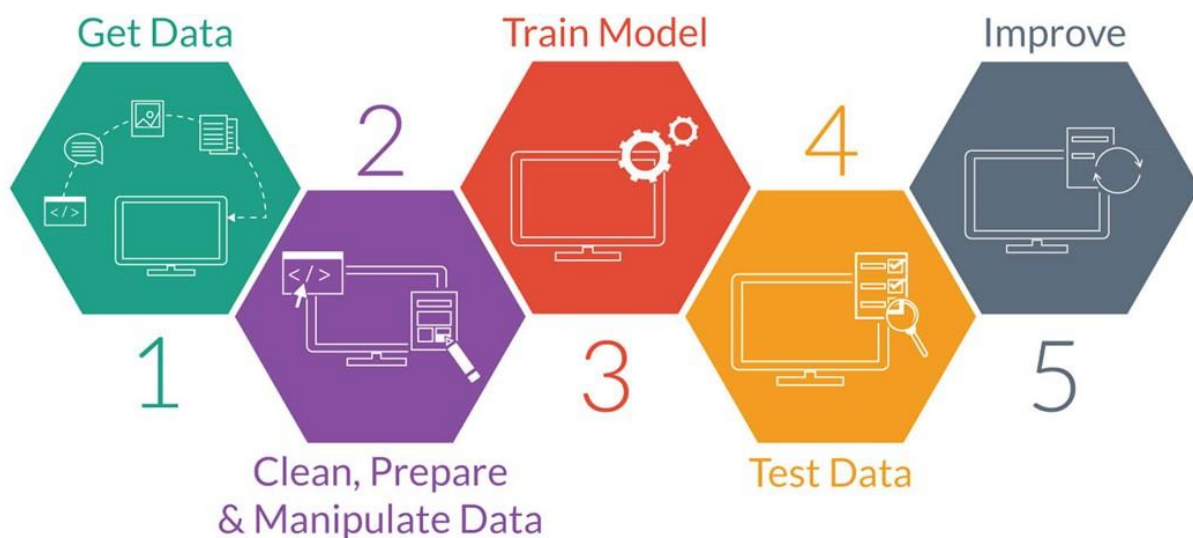 Get Data
1
</>
2
</>
Clean, Prepare
& Manipulate Data
Train Model
3
4
Test Data
Improve
5